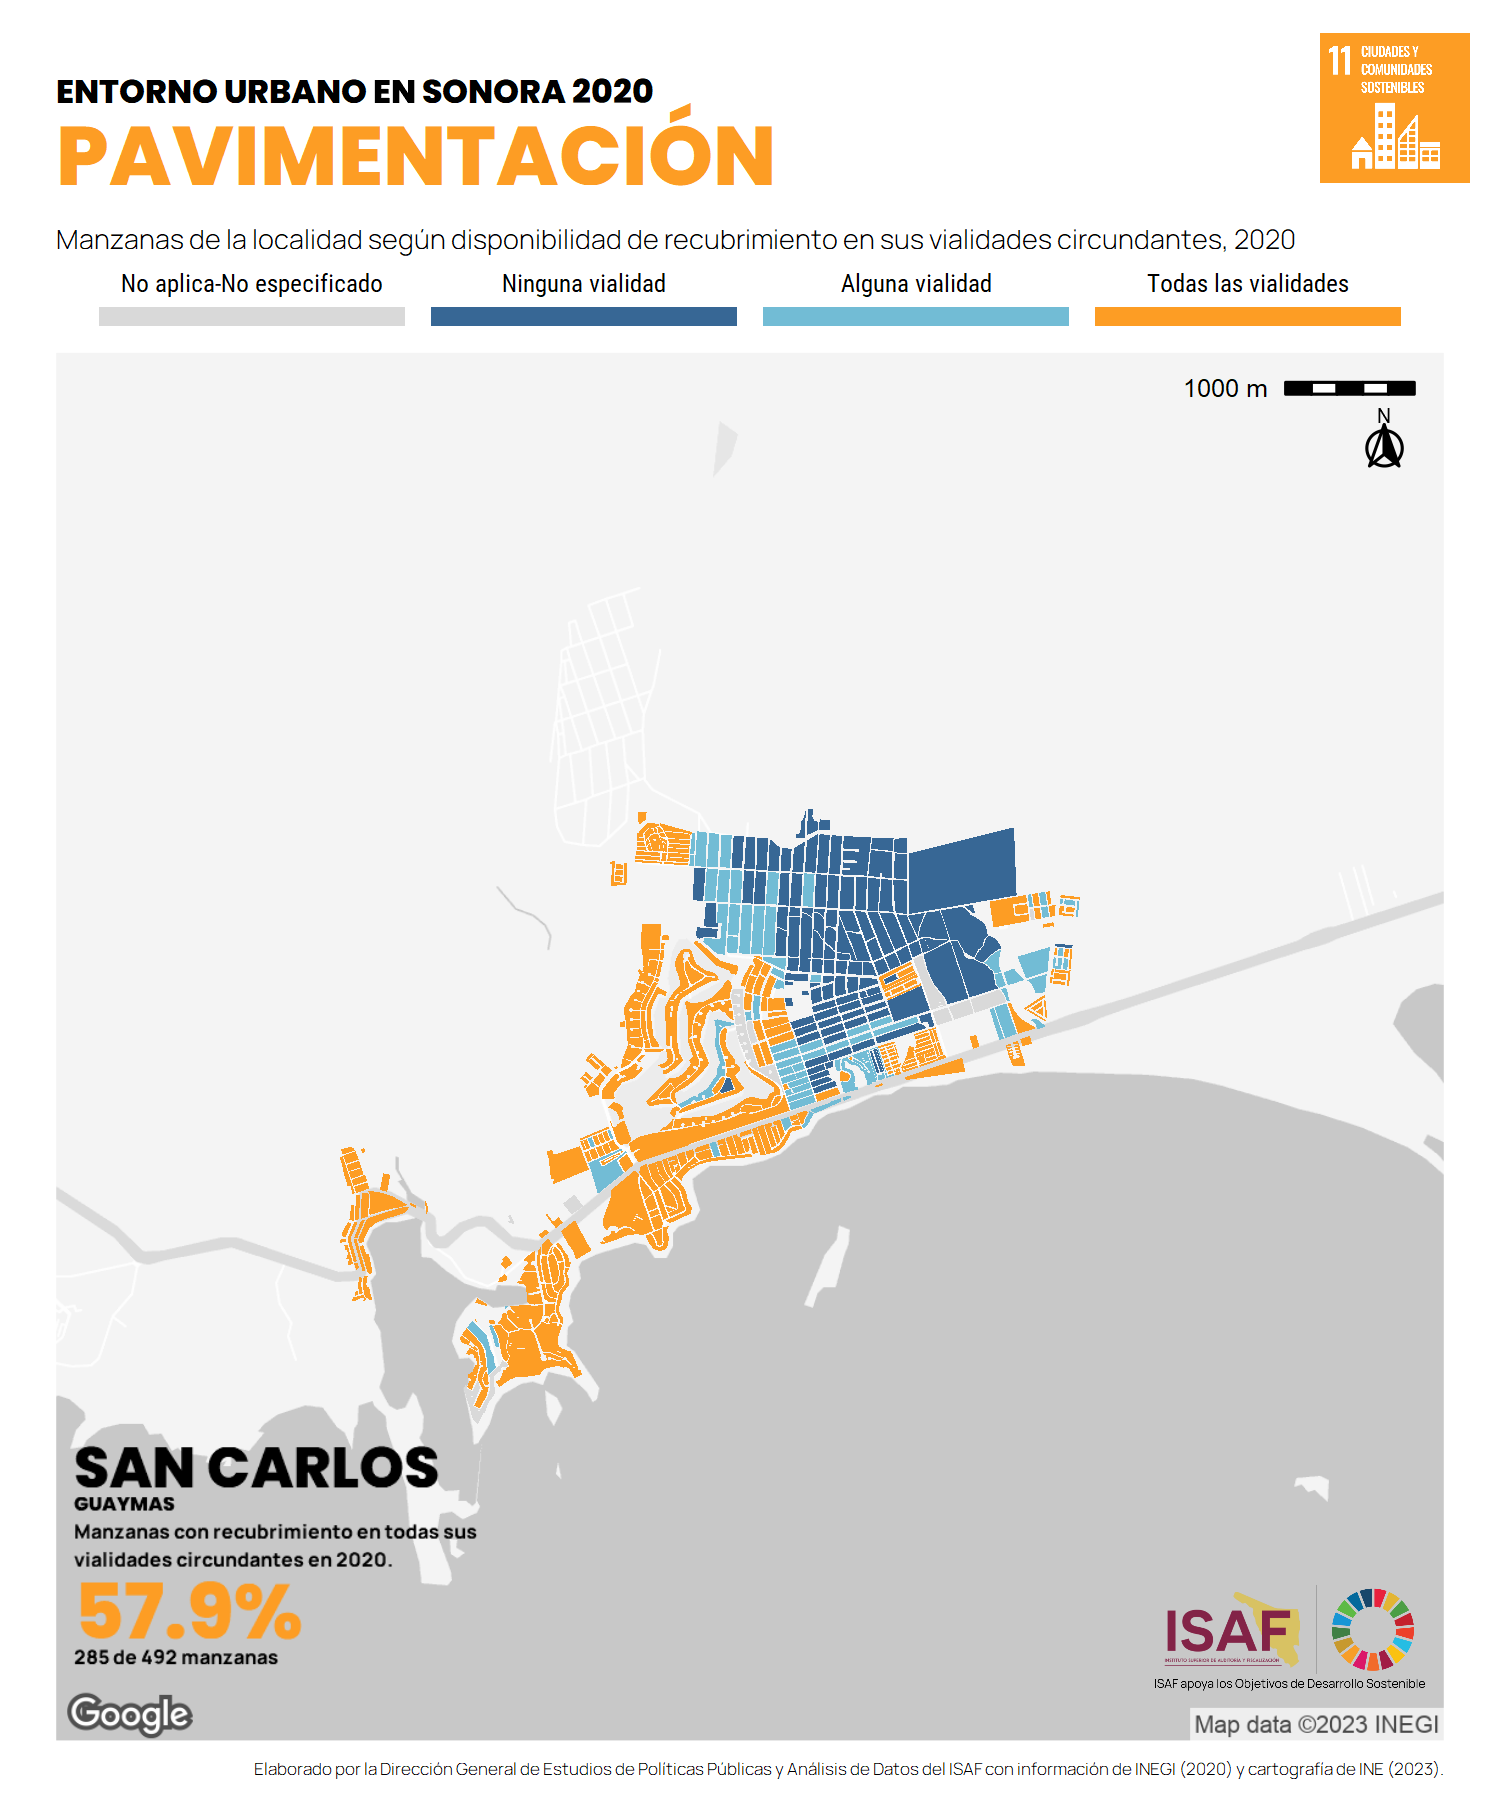 11 CIUDADES Y
COMUNIDADES
SOSTENIBLES
ENTORNO URBANO EN SONORA 2020
PAVIMENTACIÓN
Manzanas de la localidad según disponibilidad de recubrimiento en sus vialidades circundantes, 2020
No aplica-No especificado
Ninguna vialidad
Alguna vialidad
Todas las vialidades
1000 m
N
SAN CARLOS
GUAYMAS
Manzanas con recubrimiento en todas sus
vialidades circundantes en 2020.
57.9%
285 de 492 manzanas
ISAF
INSTITUTO SUPERIOR DE AUDITORÍA Y FISCALIZACIÓN
ISAF apoya los Objetivos de Desarrollo Sostenible
Google
Map data ©2023 INEGI
Elaborado por la Dirección General de Estudios de Políticas Públicas y Análisis de Datos del ISAF con información de INEGI (2020) y cartografía de INE (2023).